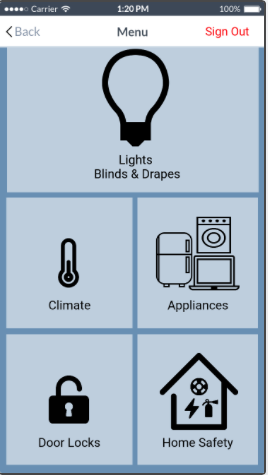 Carrier 1:20 PM 100%
Back Menu Sign Out
Lights
Blinds & Drapes
Climate Appliances
Door Locks Home Safety